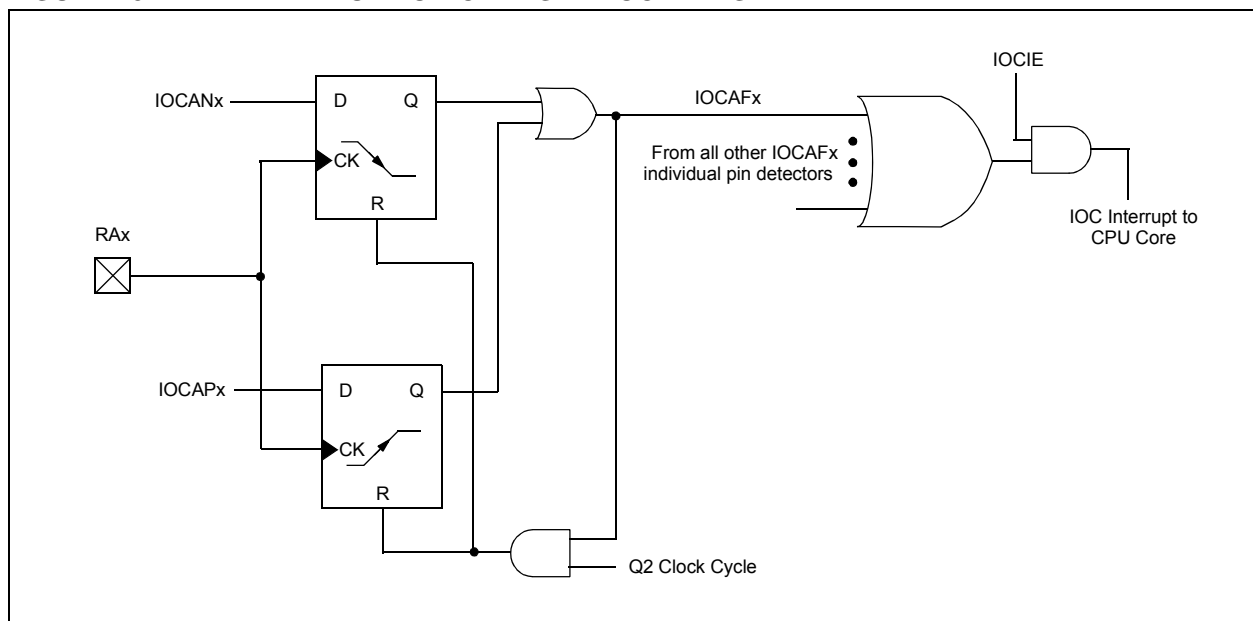 IOCIE
IOCANx
D
Q
IOCAFx
CK
From all other IOCAFx
individual pin detectors
R
IOC Interrupt to
CPU Core
RAx
IOCAPx
D
Q
CK
R
Q2 Clock Cycle